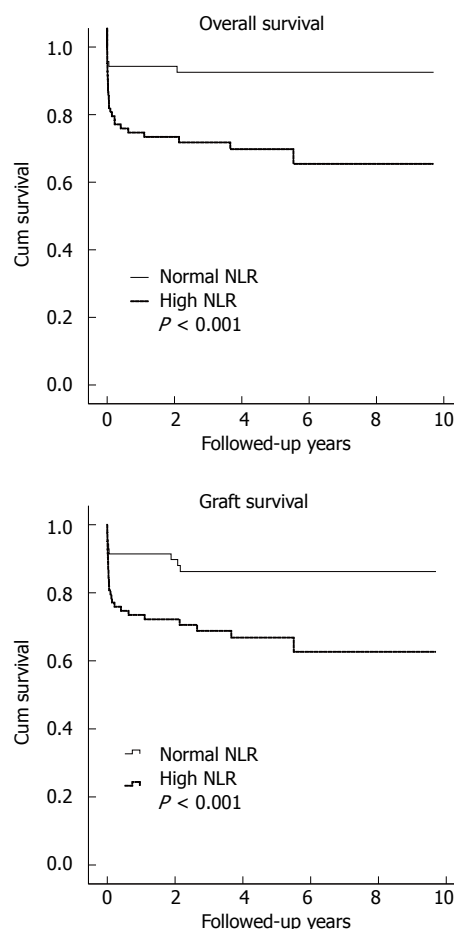 Overall survival
1.0
0.8
0.6
0.4
0.2
0.0
Cum survival
Normal NLR
High NLR
P < 0.001
0 2 4 6 8 10
Followed-up years
Graft survival
1.0
0.8
0.6
0.4
0.2
0.0
Cum survival
Normal NLR
High NLR
P < 0.001
0 2 4 6 8 10
Followed-up years